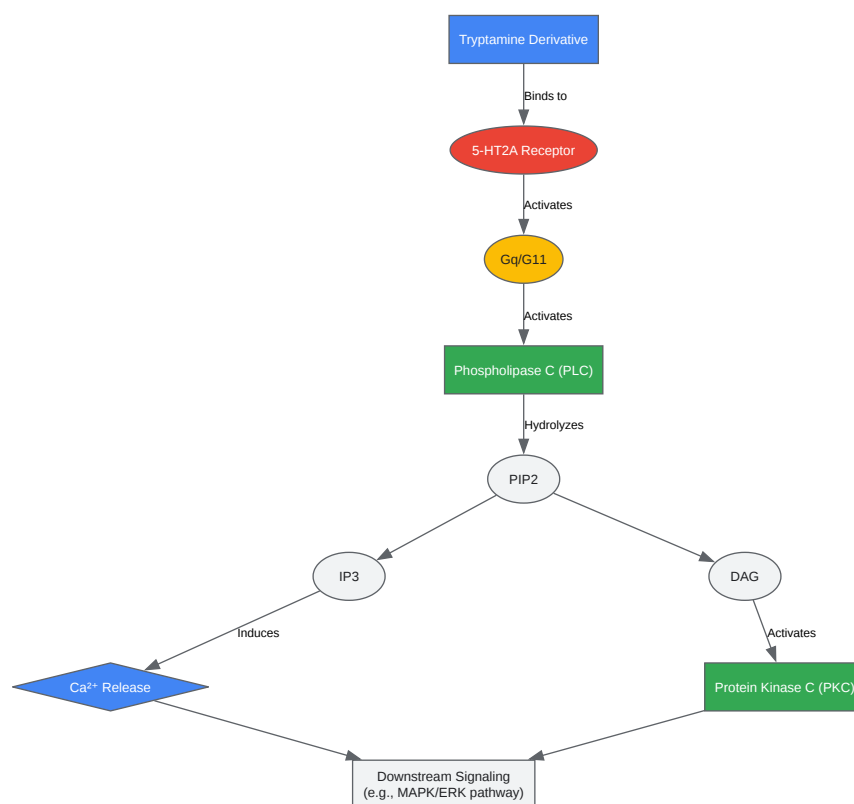 Tryptamine Derivative
Binds to
5-HT2A Receptor
Activates
Gq/G11
Activates
Phospholipase C (PLC)
Hydrolyzes
PIP2
IP3
DAG
Induces
Activates
Ca²⁺ Release
Protein Kinase C (PKC)
Downstream Signaling
(e.g., MAPK/ERK pathway)